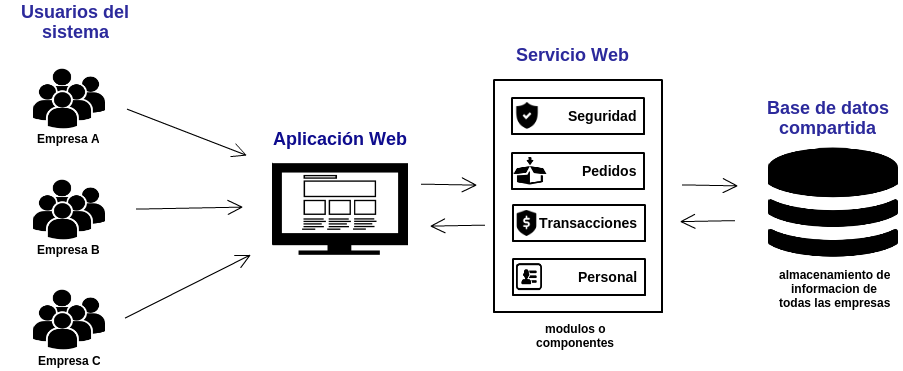 Usuarios del
sistema
Empresa A
Empresa B
Empresa C
Aplicación Web
Servicio Web
Seguridad
Pedidos
Transacciones
Personal
modulos o
componentes
Base de datos
compartida
almacenamiento de
informacion de
todas las empresas